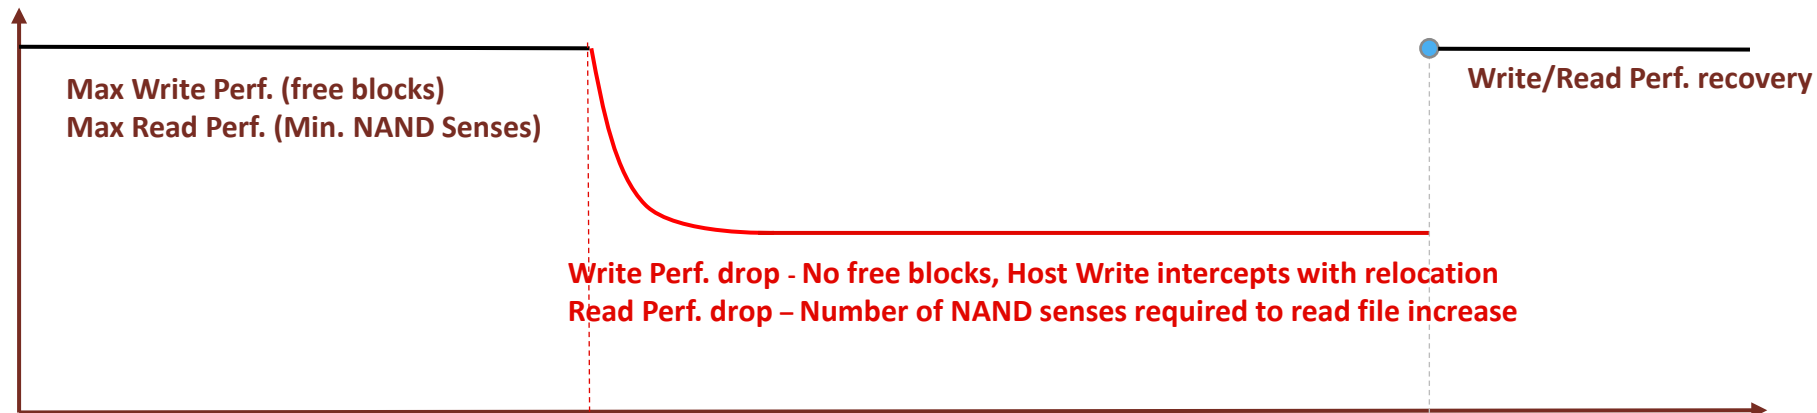 Max Write Perf. (free blocks)
Max Read Perf. (Min. NAND Senses)
Write/Read Perf. recovery
Write Perf. drop - No free blocks, Host Write intercepts with relocation
Read Perf. drop – Number of NAND senses required to read file increase